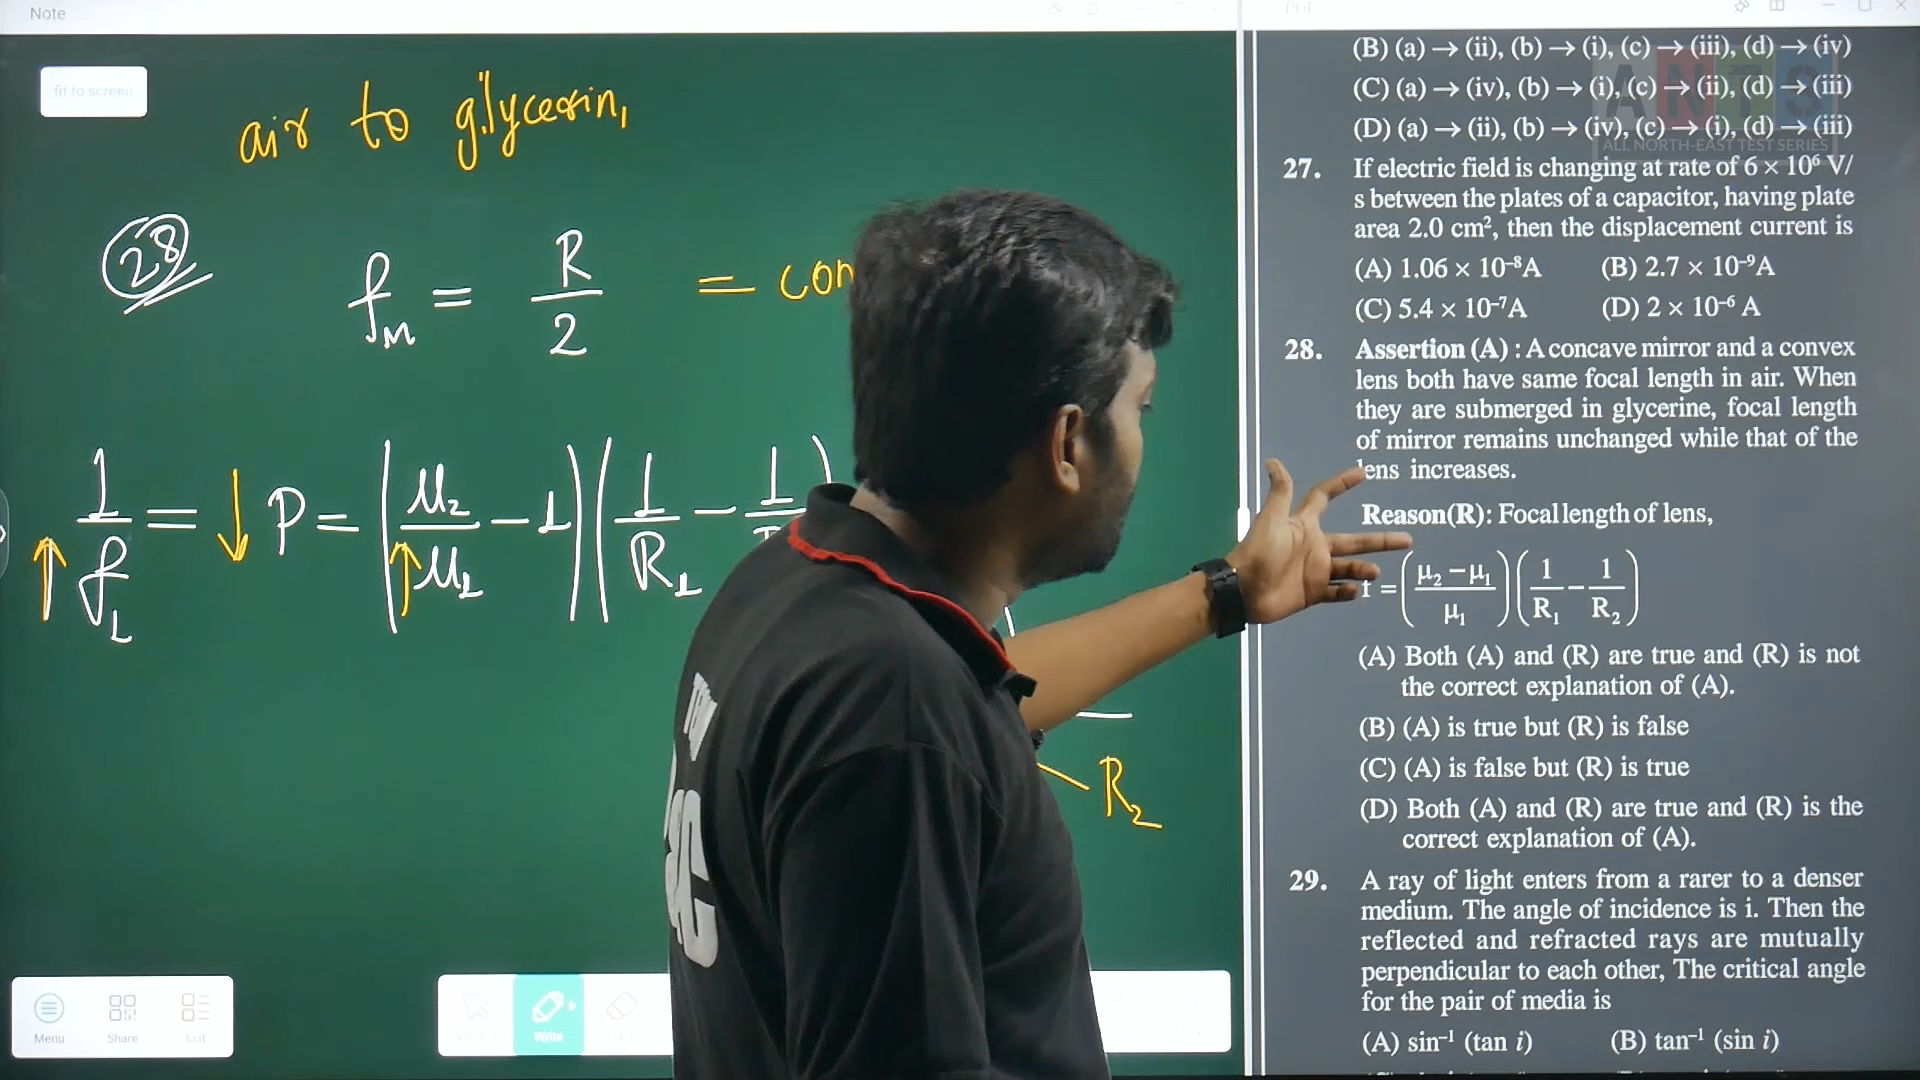 Note
PDF
fit to screen
air to glycerin,
28
f_M = R/2 = con
1/f_L = P = (μ_2/μ_1 - 1)(1/R_1 - 1/
R_2
Menu
Share
List
Write
ANTS
ALL NORTH-EAST TEST SERIES
(B) (a) → (ii), (b) → (i), (c) → (iii), (d) → (iv)
(C) (a) → (iv), (b) → (i), (c) → (ii), (d) → (iii)
(D) (a) → (ii), (b) → (iv), (c) → (i), (d) → (iii)
27. If electric field is changing at rate of 6 × 10⁶ V/
s between the plates of a capacitor, having plate
area 2.0 cm², then the displacement current is
(A) 1.06 × 10⁻⁸A (B) 2.7 × 10⁻⁹A
(C) 5.4 × 10⁻⁷A (D) 2 × 10⁻⁶ A
28. Assertion (A) : A concave mirror and a convex
lens both have same focal length in air. When
they are submerged in glycerine, focal length
of mirror remains unchanged while that of the
lens increases.
Reason(R): Focal length of lens,
f = (μ₂ – μ₁/μ₁)(1/R₁ – 1/R₂)
(A) Both (A) and (R) are true and (R) is not
the correct explanation of (A).
(B) (A) is true but (R) is false
(C) (A) is false but (R) is true
(D) Both (A) and (R) are true and (R) is the
correct explanation of (A).
29. A ray of light enters from a rarer to a denser
medium. The angle of incidence is i. Then the
reflected and refracted rays are mutually
perpendicular to each other, The critical angle
for the pair of media is
(A) sin⁻¹ (tan i) (B) tan⁻¹ (sin i)